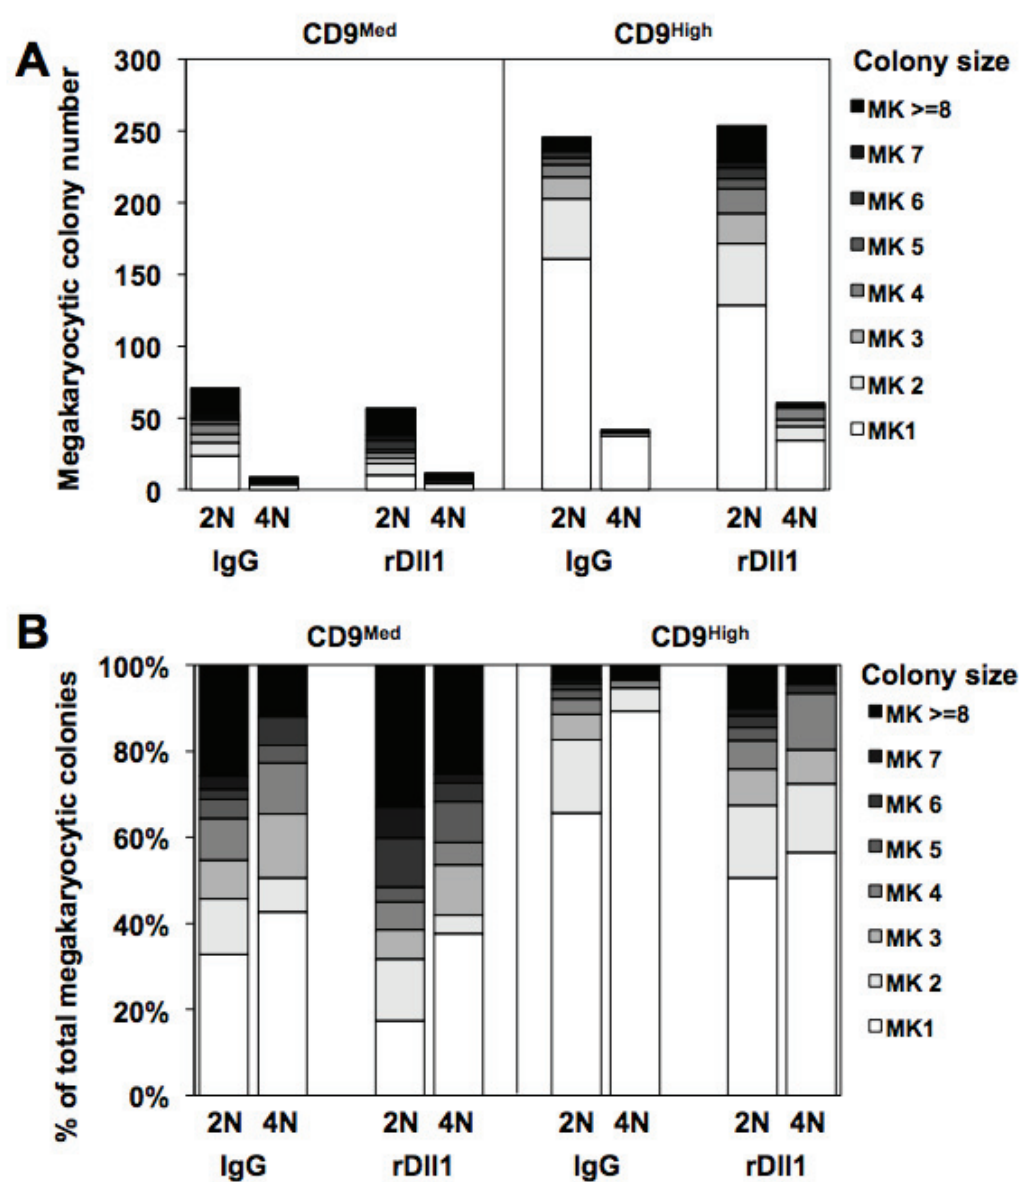 A
CD9Med
CD9High
Megakaryocytic colony number
300
250
200
150
100
50
0
2N 4N 2N 4N 2N 4N 2N 4N
IgG rDll1 IgG rDll1
Colony size
MK >=8
MK 7
MK 6
MK 5
MK 4
MK 3
MK 2
MK1
B
CD9Med
CD9High
% of total megakaryocytic colonies
100%
80%
60%
40%
20%
0%
2N 4N 2N 4N 2N 4N 2N 4N
IgG rDll1 IgG rDll1
Colony size
MK >=8
MK 7
MK 6
MK 5
MK 4
MK 3
MK 2
MK1